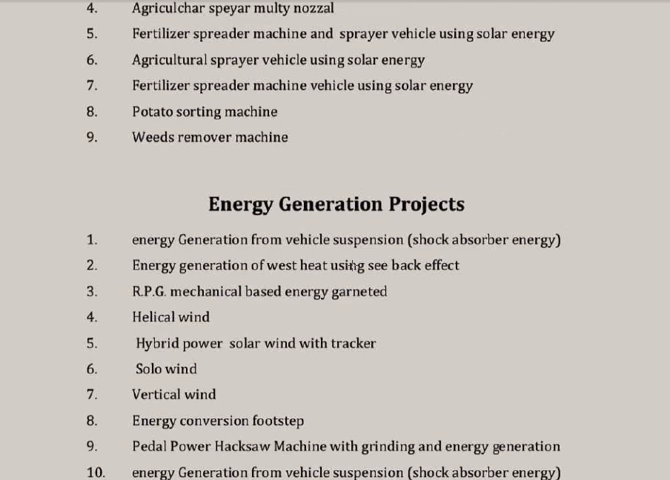 4. Agriculchar speyar multy nozzal
5. Fertilizer spreader machine and sprayer vehicle using solar energy
6. Agricultural sprayer vehicle using solar energy
7. Fertilizer spreader machine vehicle using solar energy
8. Potato sorting machine
9. Weeds remover machine
Energy Generation Projects
1. energy Generation from vehicle suspension (shock absorber energy)
2. Energy generation of west heat using see back effect
3. R.P.G. mechanical based energy garneted
4. Helical wind
5. Hybrid power solar wind with tracker
6. Solo wind
7. Vertical wind
8. Energy conversion footstep
9. Pedal Power Hacksaw Machine with grinding and energy generation
10. energy Generation from vehicle suspension (shock absorber energy)